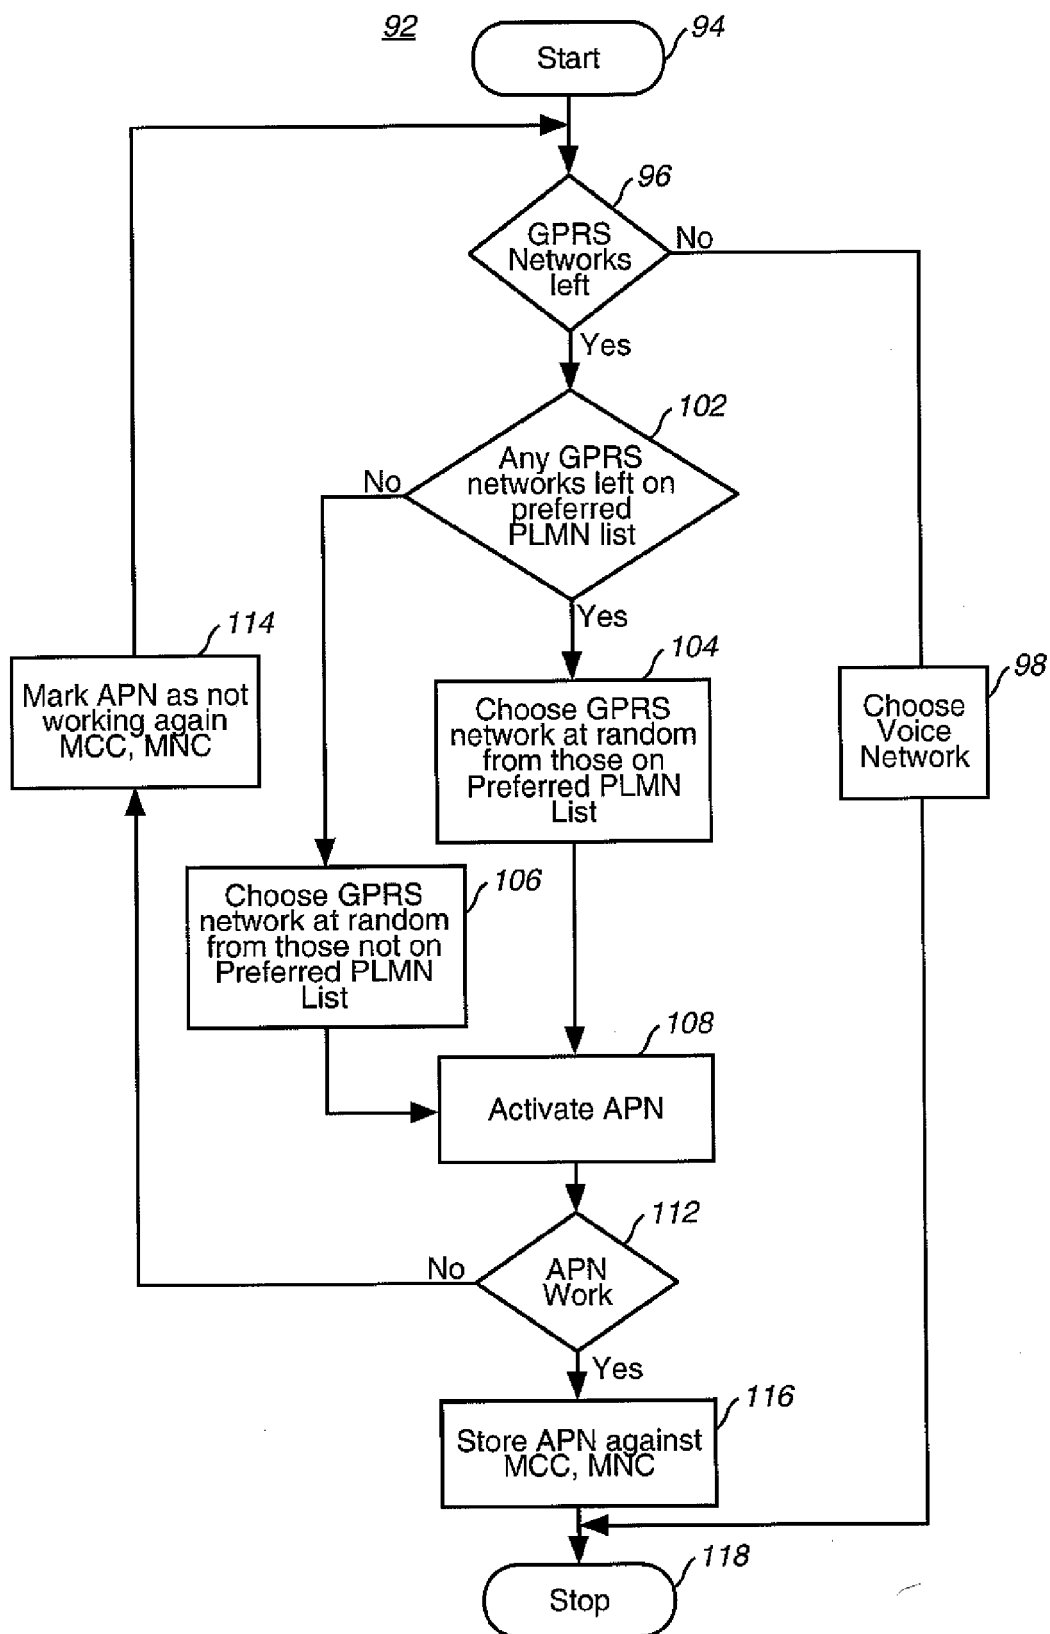 92
94
Start
96
GPRS
Networks
left
No
Yes
102
Any GPRS
networks left on
preferred
PLMN list
No
Yes
114
Mark APN as not
working again
MCC, MNC
104
Choose GPRS
network at random
from those on
Preferred PLMN
List
98
Choose
Voice
Network
106
Choose GPRS
network at random
from those not on
Preferred PLMN
List
108
Activate APN
112
APN
Work
No
Yes
116
Store APN against
MCC, MNC
118
Stop